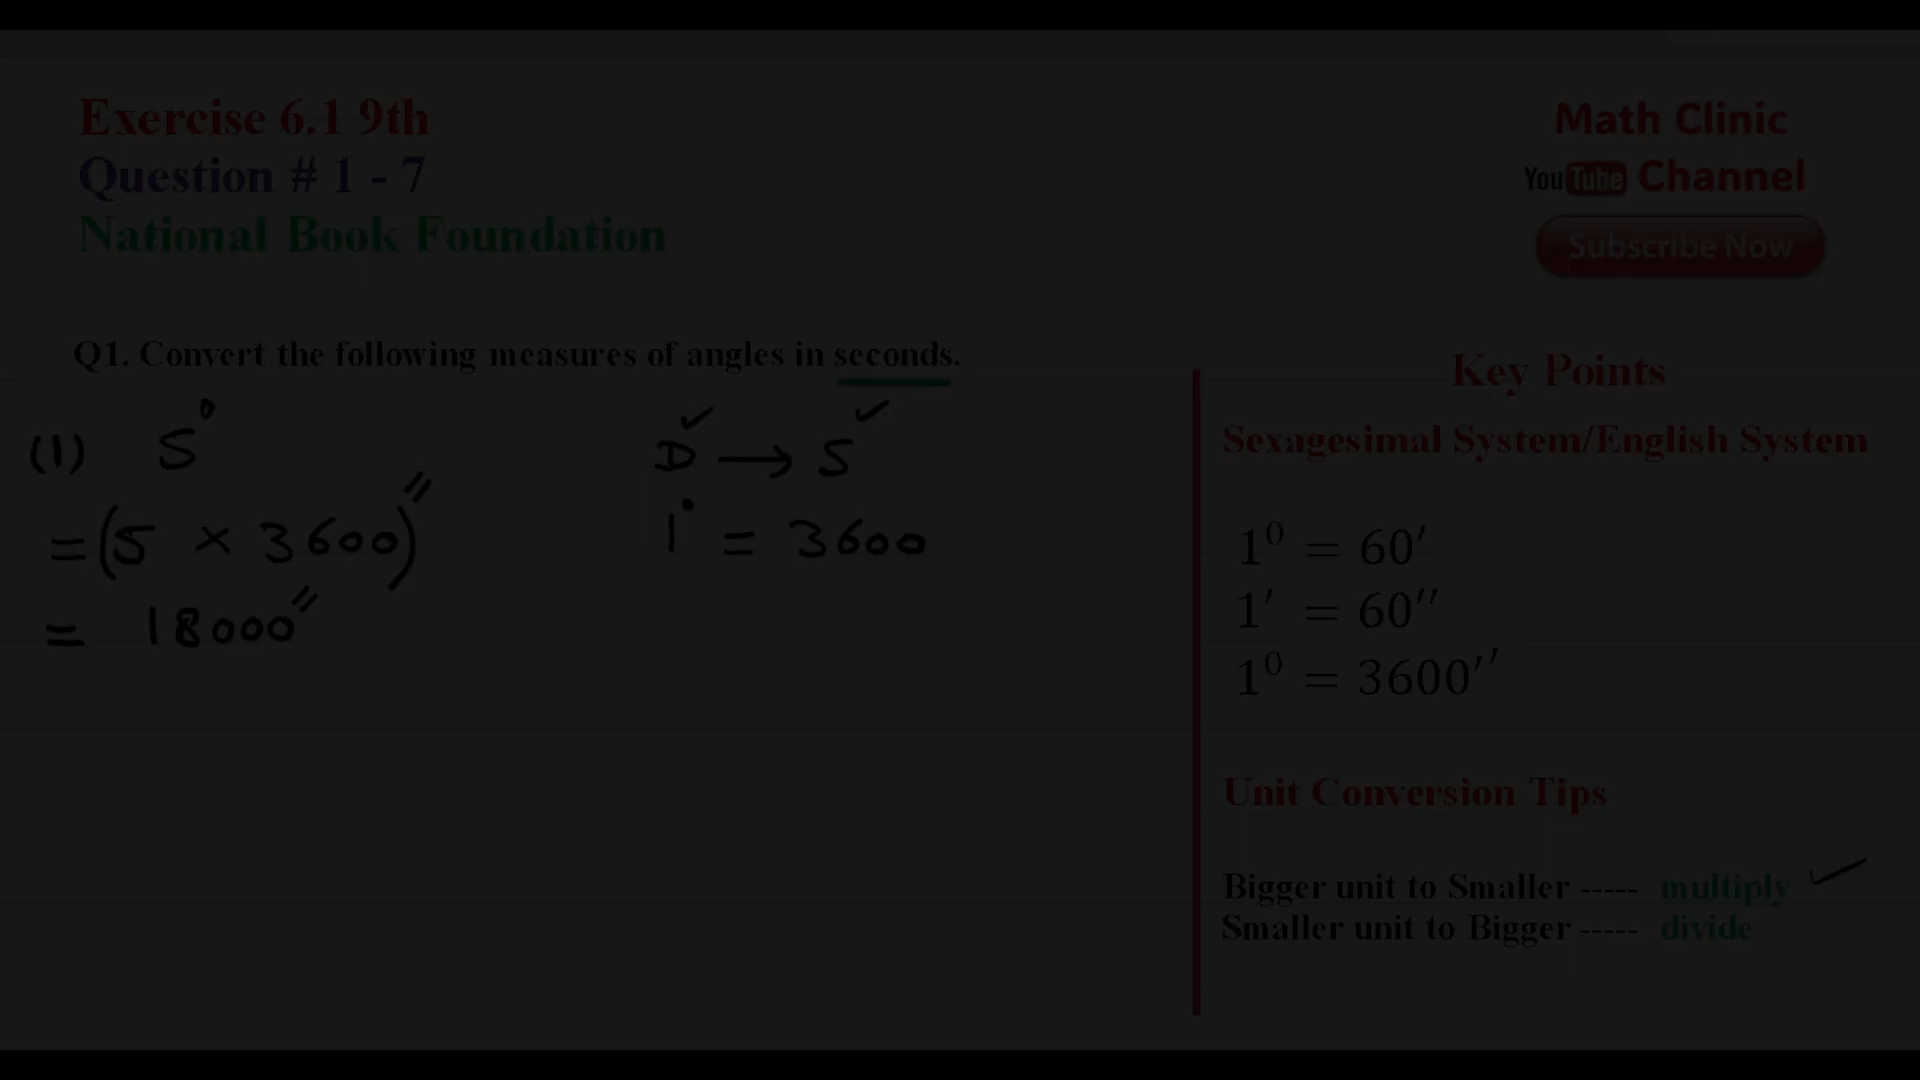 Exercise 6.1 9th
Question # 1 - 7
National Book Foundation
Math Clinic
YouTube Channel
Subscribe Now
Q1. Convert the following measures of angles in seconds.
(1) 5°
= (5 × 3600)″
= 18000″
D → S
1° = 3600
Key Points
Sexagesimal System/English System
1⁰ = 60′
1′ = 60′′
1⁰ = 3600′′
Unit Conversion Tips
Bigger unit to Smaller ----- multiply
Smaller unit to Bigger ----- divide